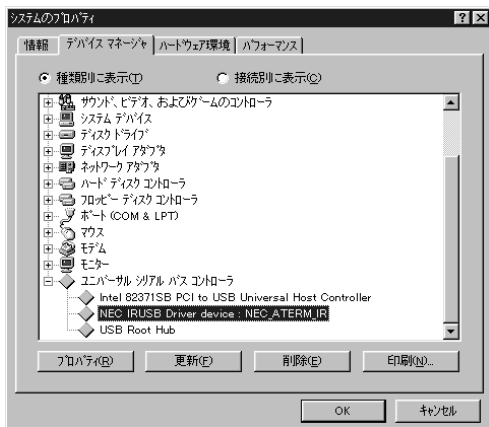 システムのプロパティ
情報 デバイス マネージャ ハードウェア環境 パフォーマンス
種類別に表示(T) 接続別に表示(C)
サウンド、ビデオ、およびゲームのコントローラ
システム デバイス
ディスク ドライブ
ディスプレイ アダプタ
ネットワーク アダプタ
ハード ディスク コントローラ
フロッピー ディスク コントローラ
ポート (COM & LPT)
マウス
モデム
モニター
ユニバーサル シリアル バス コントローラ
Intel 82371SB PCI to USB Universal Host Controller
NEC IRUSB Driver device : NEC_ATERM_IR
USB Root Hub
プロパティ(R) 更新(F) 削除(E) 印刷(N)...
OK キャンセル